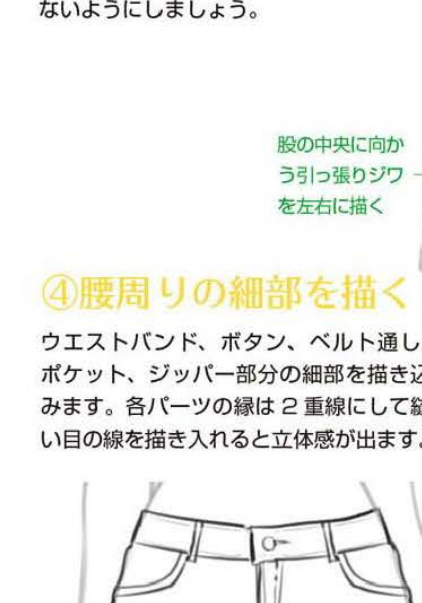 ないようにしましょう。
股の中央に向か
う引っ張りジワ
を左右に描く
④腰周りの細部を描く
ウエストバンド、ボタン、ベルト通し
ポケット、ジッパー部分の細部を描き込
みます。各パーツの縁は 2 重線にして縫
い目の線を描き入れると立体感が出ます。